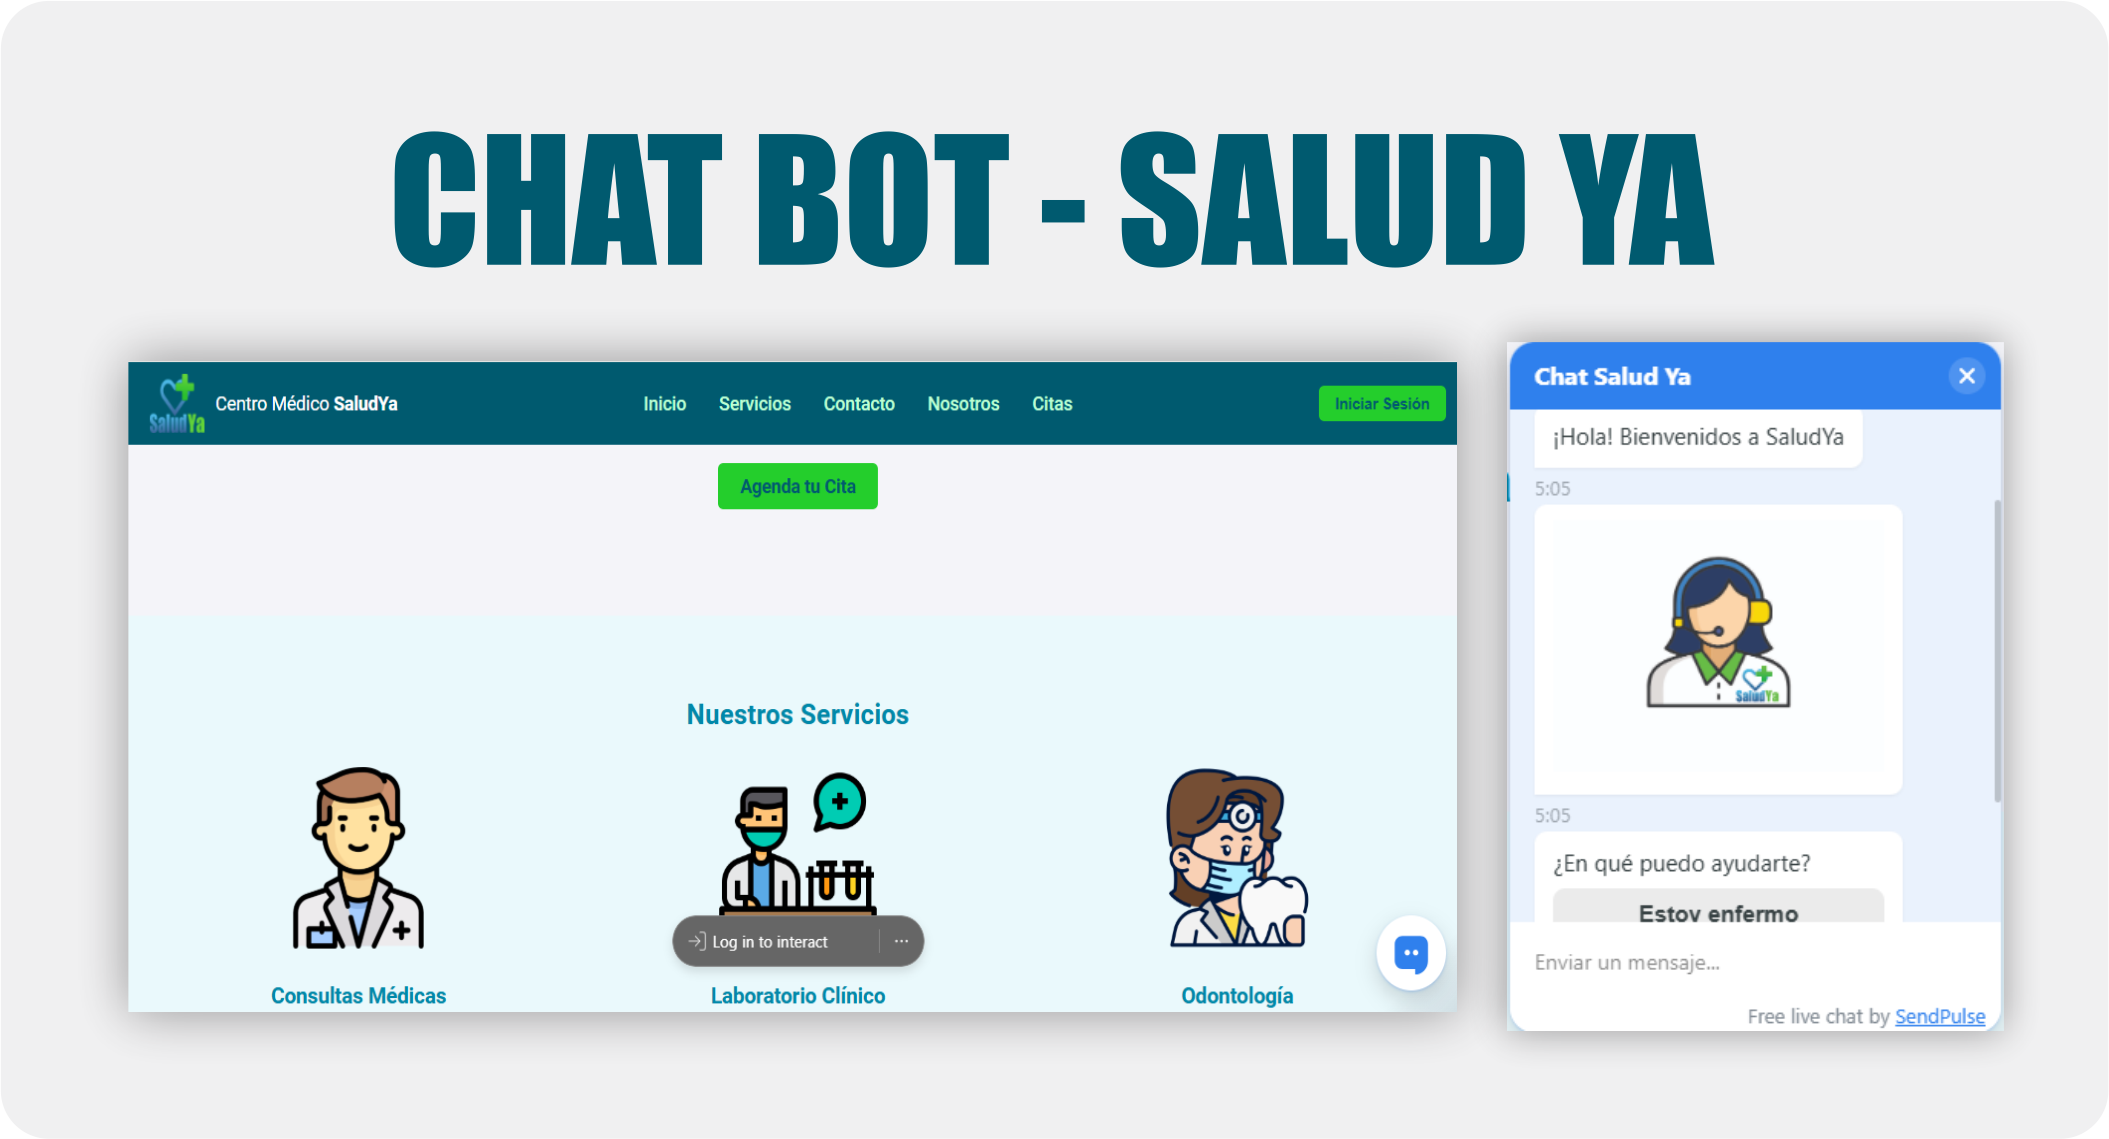 CHAT BOT - SALUD YA
SaludYa
Centro Médico SaludYa
Inicio
Servicios
Contacto
Nosotros
Citas
Iniciar Sesión
Agenda tu Cita
Nuestros Servicios
Log in to interact
Consultas Médicas
Laboratorio Clínico
Odontología
Chat Salud Ya
¡Hola! Bienvenidos a SaludYa
5:05
SaludYa
5:05
¿En qué puedo ayudarte?
Estoy enfermo
Enviar un mensaje...
Free live chat by SendPulse